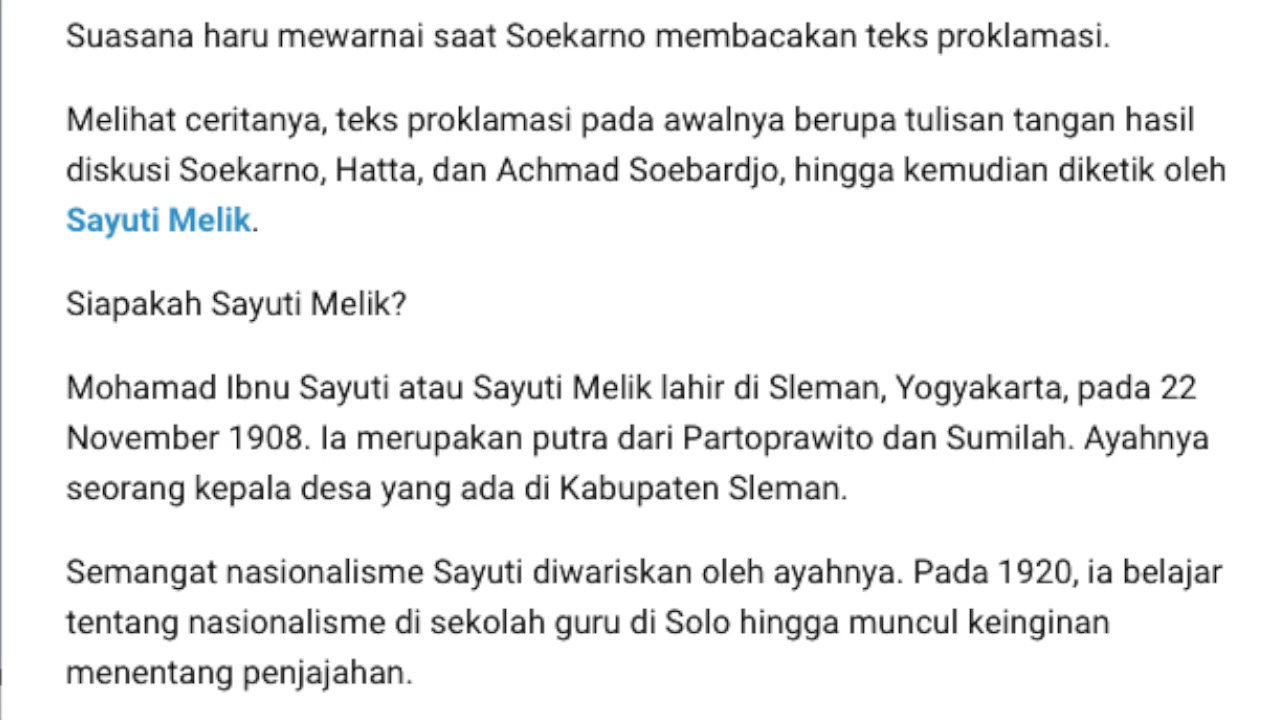 Suasana haru mewarnai saat Soekarno membacakan teks proklamasi.
Melihat ceritanya, teks proklamasi pada awalnya berupa tulisan tangan hasil
diskusi Soekarno, Hatta, dan Achmad Soebardjo, hingga kemudian diketik oleh
Sayuti Melik.
Siapakah Sayuti Melik?
Mohamad Ibnu Sayuti atau Sayuti Melik lahir di Sleman, Yogyakarta, pada 22
November 1908. Ia merupakan putra dari Partoprawito dan Sumilah. Ayahnya
seorang kepala desa yang ada di Kabupaten Sleman.
Semangat nasionalisme Sayuti diwariskan oleh ayahnya. Pada 1920, ia belajar
tentang nasionalisme di sekolah guru di Solo hingga muncul keinginan
menentang penjajahan.